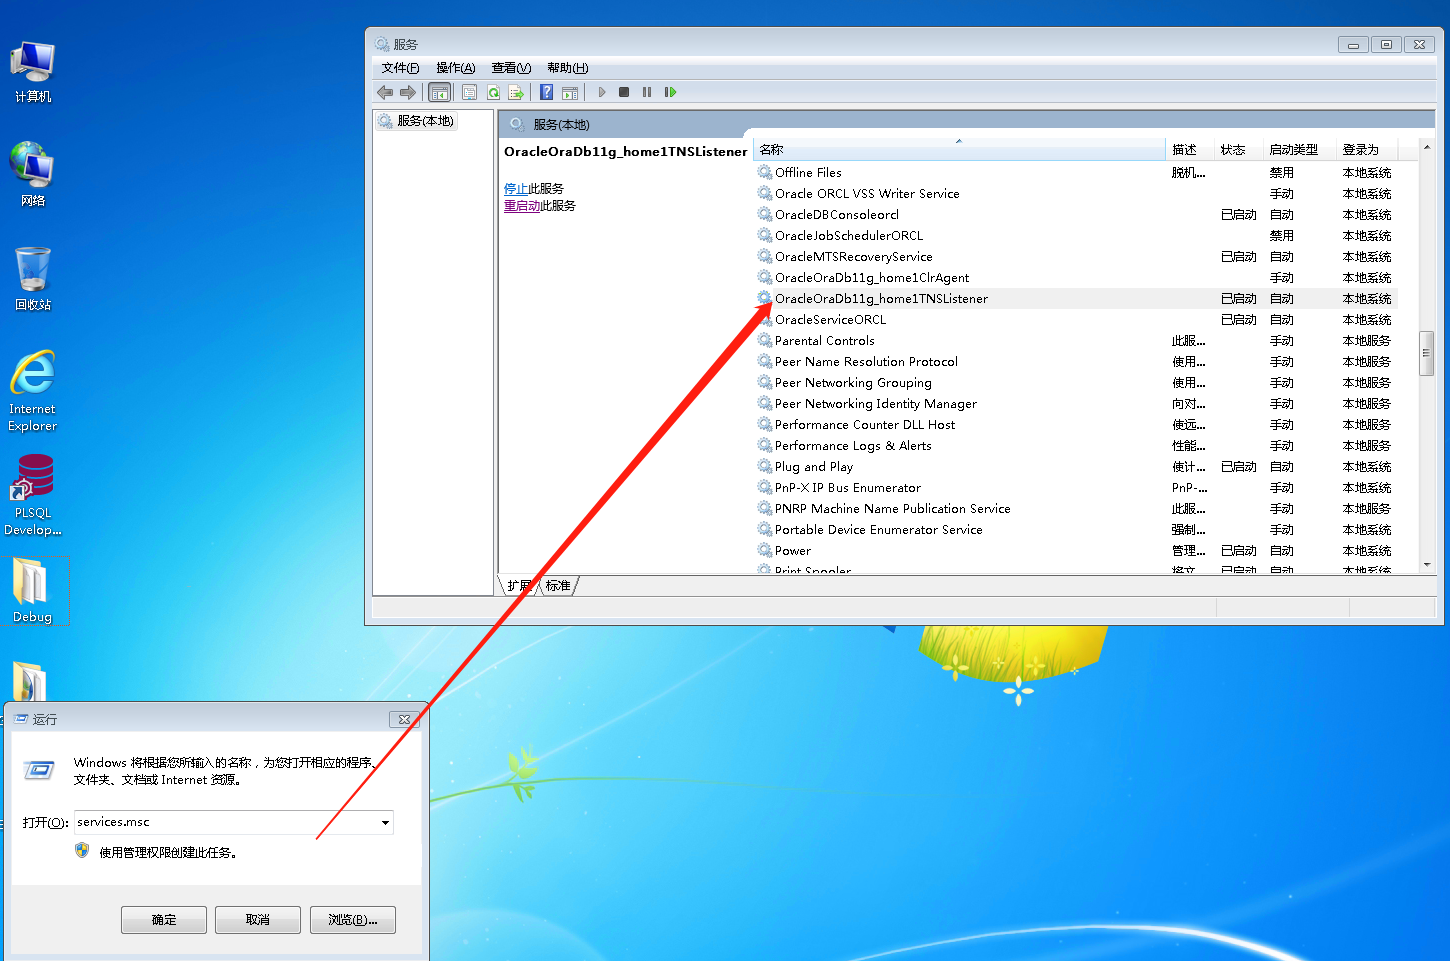 计算机
网络
回收站
Internet
Explorer
PLSQL
Develop...
Debug
服务
文件(F) 操作(A) 查看(V) 帮助(H)
服务(本地)
服务(本地)
OracleOraDb11g_home1TNSListener
停止此服务
重启动此服务
名称 描述 状态 启动类型 登录为
Offline Files 脱机... 禁用 本地系统
Oracle ORCL VSS Writer Service 手动 本地系统
OracleDBConsoleorcl 已启动 自动 本地系统
OracleJobSchedulerORCL 禁用 本地系统
OracleMTSRecoveryService 已启动 自动 本地系统
OracleOraDb11g_home1ClrAgent 手动 本地系统
OracleOraDb11g_home1TNSListener 已启动 自动 本地系统
OracleServiceORCL 已启动 自动 本地系统
Parental Controls 此服... 手动 本地服务
Peer Name Resolution Protocol 使用... 手动 本地服务
Peer Networking Grouping 使用... 手动 本地服务
Peer Networking Identity Manager 向对... 手动 本地服务
Performance Counter DLL Host 使远... 手动 本地服务
Performance Logs & Alerts 性能... 手动 本地服务
Plug and Play 使计... 已启动 自动 本地系统
PnP-X IP Bus Enumerator PnP-... 手动 本地系统
PNRP Machine Name Publication Service 此服... 手动 本地服务
Portable Device Enumerator Service 强制... 手动 本地系统
Power 管理... 已启动 自动 本地系统
Print Spooler 将文... 已启动 自动 本地系统
扩展 标准
运行
Windows 将根据您所输入的名称，为您打开相应的程序、
文件夹、文档或 Internet 资源。
打开(O): services.msc
使用管理权限创建此任务。
确定 取消 浏览(B)...